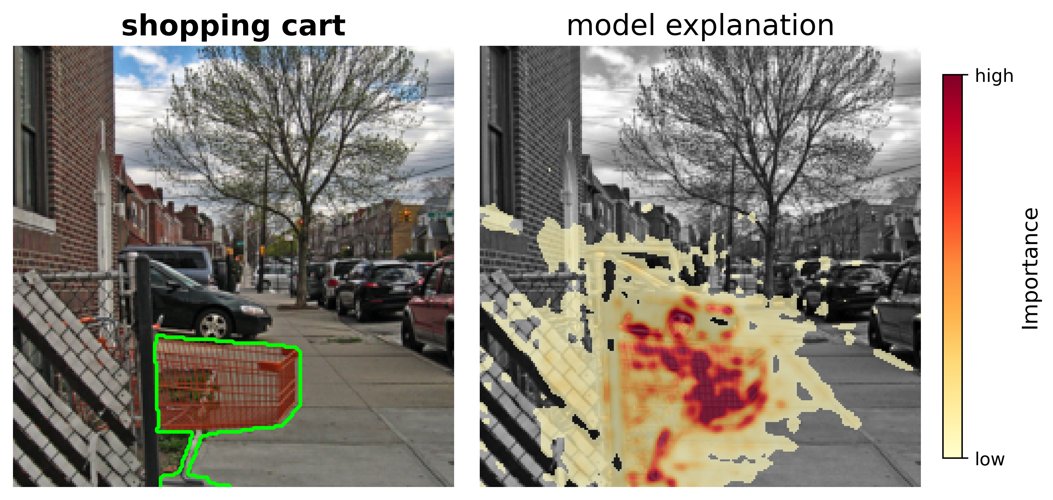 shopping cart
model explanation
high
Importance
low